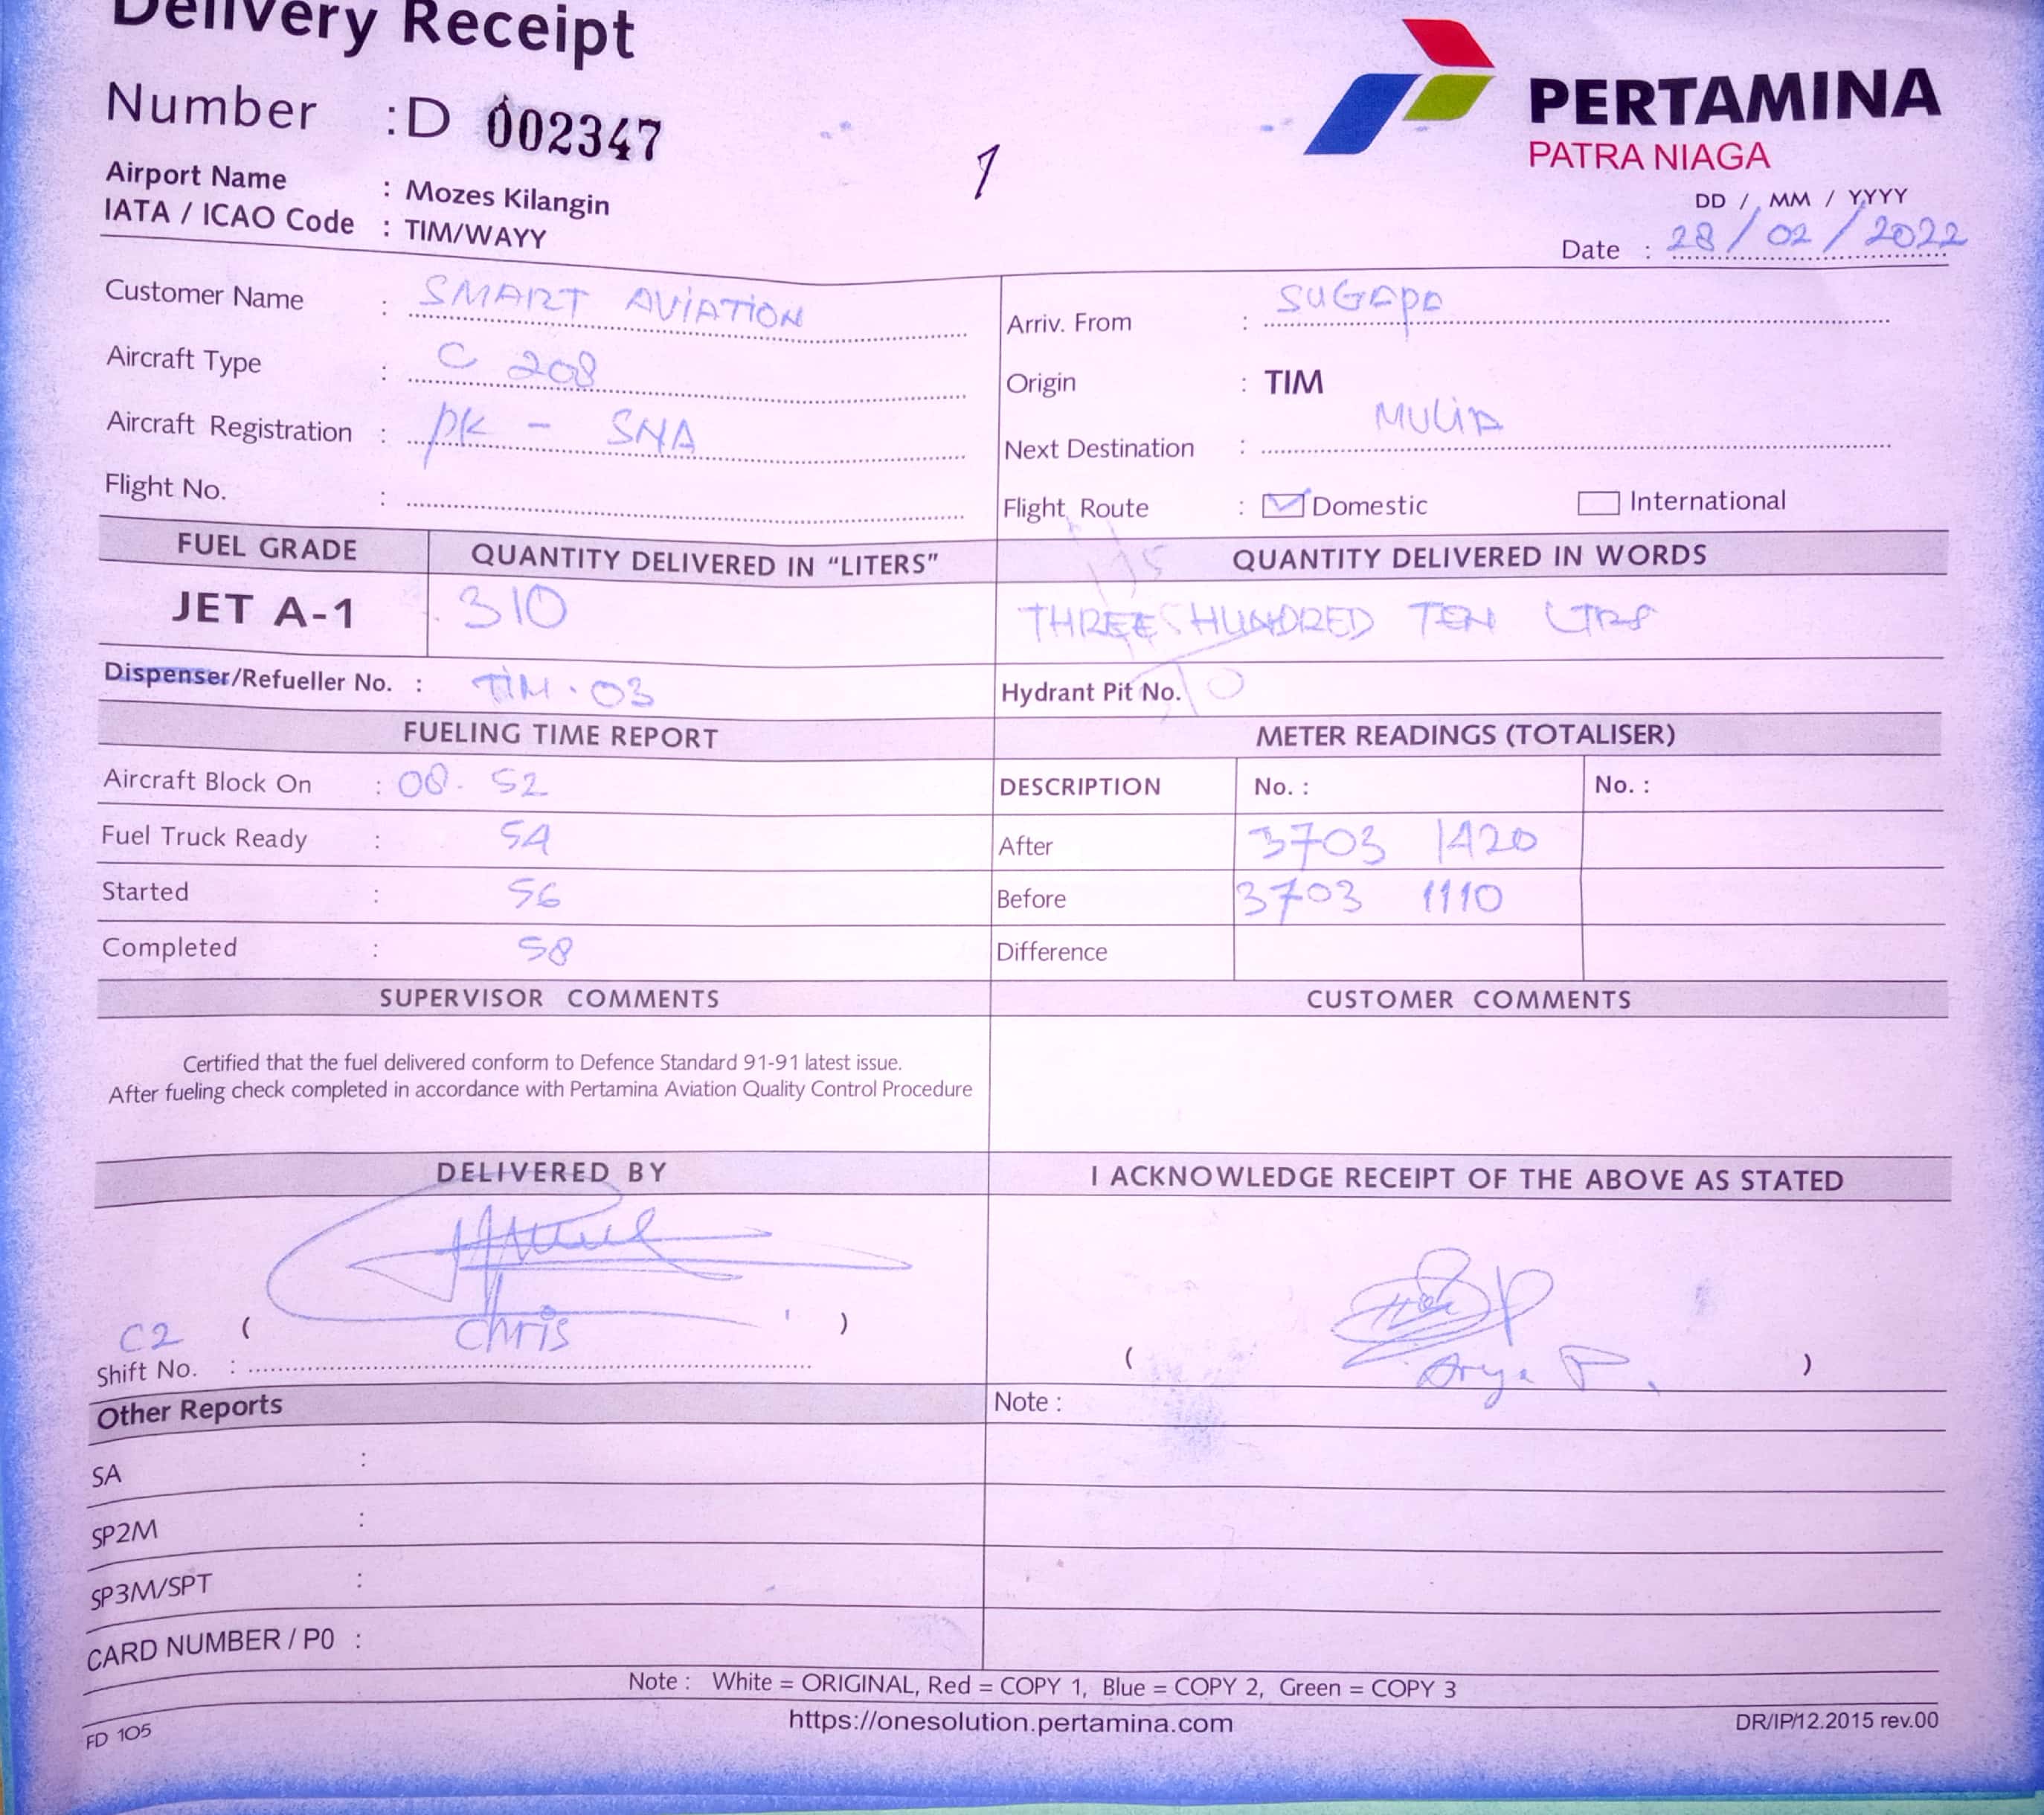 Delivery Receipt
Number : D 002347
1
PERTAMINA
PATRA NIAGA
Airport Name : Mozes Kilangin
IATA / ICAO Code : TIM/WAYY
DD / MM / YYYY
Date : 28 / 02 / 2022
Customer Name : SMART AVIATION
Arriv. From : SUGAPA
Aircraft Type : C 208
Origin : TIM
Aircraft Registration : PK - SNA
Next Destination : MULIA
Flight No. :
Flight Route : Domestic International
FUEL GRADE QUANTITY DELIVERED IN “LITERS” QUANTITY DELIVERED IN WORDS
JET A-1 310 THREE HUNDRED TEN LTRS
Dispenser/Refueller No. : TIM . 03 Hydrant Pit No.
FUELING TIME REPORT METER READINGS (TOTALISER)
Aircraft Block On : 08. 52 DESCRIPTION No. : No. :
Fuel Truck Ready : 54 After 3703 1420
Started : 56 Before 3703 1110
Completed : 58 Difference
SUPERVISOR COMMENTS CUSTOMER COMMENTS
Certified that the fuel delivered conform to Defence Standard 91-91 latest issue.
After fueling check completed in accordance with Pertamina Aviation Quality Control Procedure
DELIVERED BY I ACKNOWLEDGE RECEIPT OF THE ABOVE AS STATED
C2 ( Chris )
( Arya P. )
Shift No. :
Other Reports Note :
SA :
SP2M :
SP3M/SPT :
CARD NUMBER / P0 :
Note : White = ORIGINAL, Red = COPY 1, Blue = COPY 2, Green = COPY 3
https://onesolution.pertamina.com
FD 105
DR/IP/12.2015 rev.00